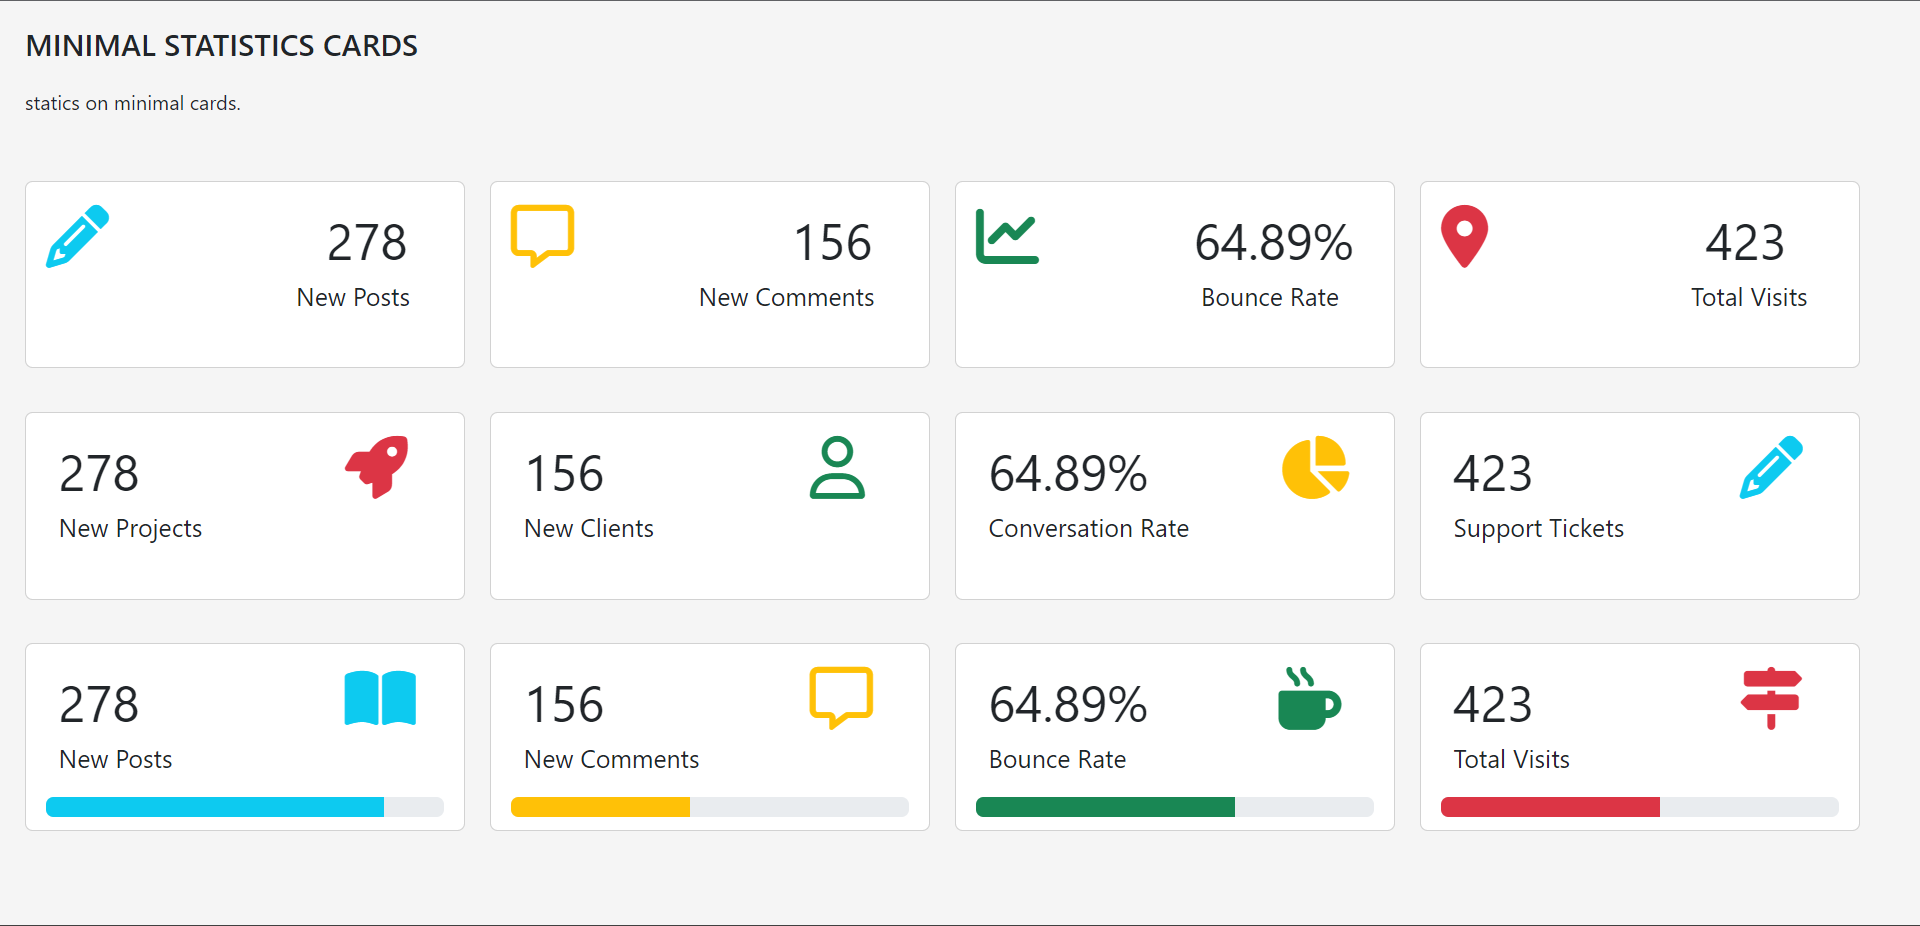 MINIMAL STATISTICS CARDS
statics on minimal cards.
278
New Posts
156
New Comments
64.89%
Bounce Rate
423
Total Visits
278
New Projects
156
New Clients
64.89%
Conversation Rate
423
Support Tickets
278
New Posts
156
New Comments
64.89%
Bounce Rate
423
Total Visits